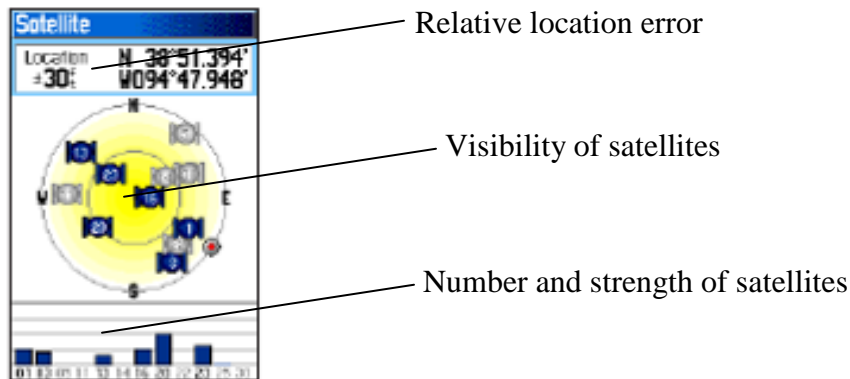 Satellite
Relative location error
Location N 38°51.394'
±30ft W094°47.948'
N
Visibility of satellites
W E
S
Number and strength of satellites